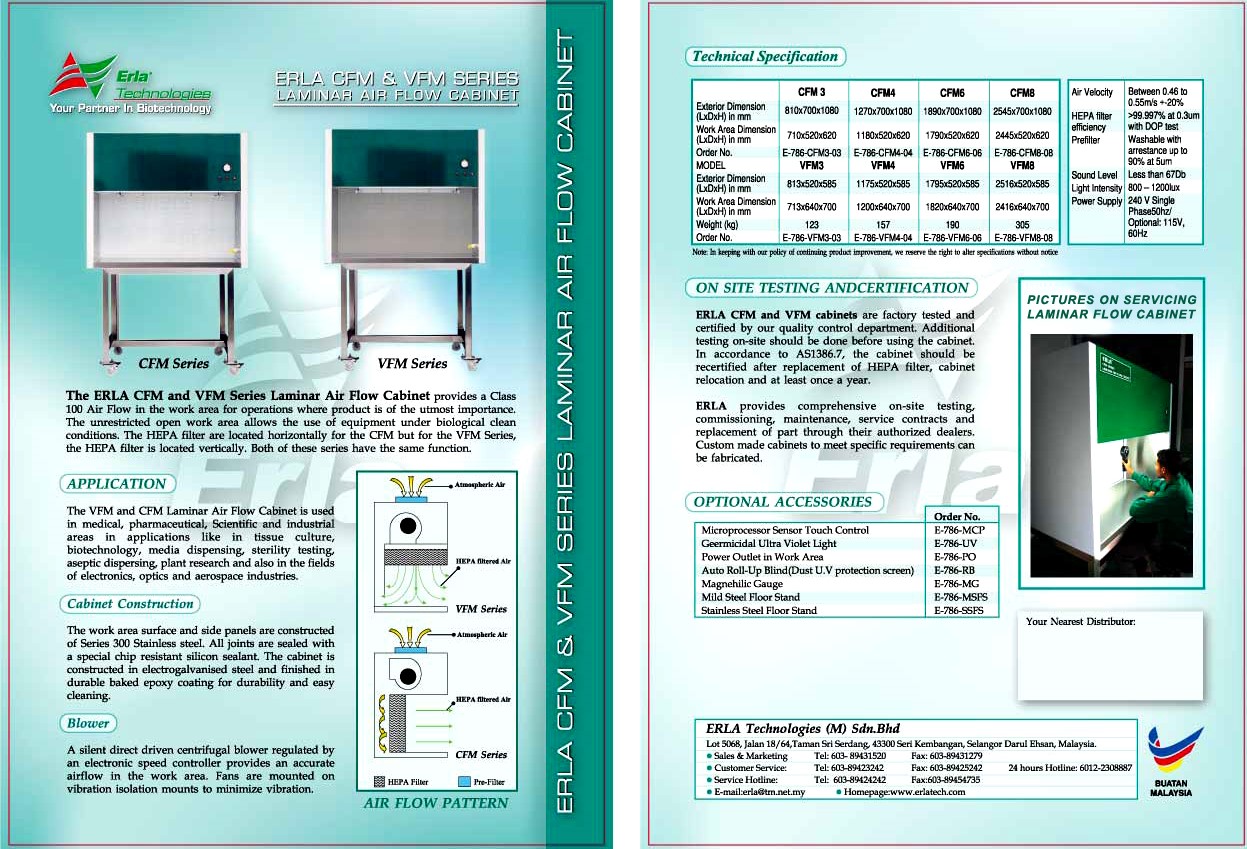 Erla®
Technologies
Your Partner In Biotechnology
ERLA CFM & VFM SERIES
LAMINAR AIR FLOW CABINET
CFM Series
VFM Series
The ERLA CFM and VFM Series Laminar Air Flow Cabinet provides a Class
100 Air Flow in the work area for operations where product is of the utmost importance.
The unrestricted open work area allows the use of equipment under biological clean
conditions. The HEPA filter are located horizontally for the CFM but for the VFM Series,
the HEPA filter is located vertically. Both of these series have the same function.
APPLICATION
The VFM and CFM Laminar Air Flow Cabinet is used
in medical, pharmaceutical, Scientific and industrial
areas in applications like in tissue culture,
biotechnology, media dispensing, sterility testing,
aseptic dispersing, plant research and also in the fields
of electronics, optics and aerospace industries.
Cabinet Construction
The work area surface and side panels are constructed
of Series 300 Stainless steel. All joints are sealed with
a special chip resistant silicon sealant. The cabinet is
constructed in electrogalvanised steel and finished in
durable baked epoxy coating for durability and easy
cleaning.
Blower
A silent direct driven centrifugal blower regulated by
an electronic speed controller provides an accurate
airflow in the work area. Fans are mounted on
vibration isolation mounts to minimize vibration.
Atmospheric Air
HEPA filtered Air
VFM Series
Atmospheric Air
HEPA filtered Air
CFM Series
HEPA Filter Pre-Filter
AIR FLOW PATTERN
ERLA CFM & VFM SERIES LAMINAR AIR FLOW CABINET
Erla
Technical Specification
CFM 3 CFM4 CFM6 CFM8
Exterior Dimension
(LxDxH) in mm 810x700x1080 1270x700x1080 1890x700x1080 2545x700x1080
Work Area Dimension
(LxDxH) in mm 710x520x620 1180x520x620 1790x520x620 2445x520x620
Order No. E-786-CFM3-03 E-786-CFM4-04 E-786-CFM6-06 E-786-CFM8-08
MODEL VFM3 VFM4 VFM6 VFM8
Exterior Dimension
(LxDxH) in mm 813x520x585 1175x520x585 1795x520x585 2516x520x585
Work Area Dimension
(LxDxH) in mm 713x640x700 1200x640x700 1820x640x700 2416x640x700
Weight (kg) 123 157 190 305
Order No. E-786-VFM3-03 E-786-VFM4-04 E-786-VFM6-06 E-786-VFM8-08
Air Velocity Between 0.46 to
0.55m/s +-20%
HEPA filter >99.997% at 0.3um
efficiency with DOP test
Prefilter Washable with
arrestance up to
90% at 5um
Sound Level Less than 67Db
Light Intensity 800 – 1200lux
Power Supply 240 V Single
Phase50hz/
Optional: 115V,
60Hz
Note: In keeping with our policy of continuing product improvement, we reserve the right to alter specifications without notice
ON SITE TESTING ANDCERTIFICATION
ERLA CFM and VFM cabinets are factory tested and
certified by our quality control department. Additional
testing on-site should be done before using the cabinet.
In accordance to AS1386.7, the cabinet should be
recertified after replacement of HEPA filter, cabinet
relocation and at least once a year.
ERLA provides comprehensive on-site testing,
commissioning, maintenance, service contracts and
replacement of part through their authorized dealers.
Custom made cabinets to meet specific requirements can
be fabricated.
PICTURES ON SERVICING
LAMINAR FLOW CABINET
Erla
OPTIONAL ACCESSORIES
Order No.
Microprocessor Sensor Touch Control E-786-MCP
Geermicidal Ultra Violet Light E-786-UV
Power Outlet in Work Area E-786-PO
Auto Roll-Up Blind(Dust U.V protection screen) E-786-RB
Magnehilic Gauge E-786-MG
Mild Steel Floor Stand E-786-MSFS
Stainless Steel Floor Stand E-786-SSFS
Your Nearest Distributor:
ERLA Technologies (M) Sdn.Bhd
Lot 5068, Jalan 18/64,Taman Sri Serdang, 43300 Seri Kembangan, Selangor Darul Ehsan, Malaysia.
Sales & Marketing Tel: 603- 89431520 Fax: 603-89431279
Customer Service: Tel: 603-89423242 Fax: 603-89425242 24 hours Hotline: 6012-2308887
Service Hotline: Tel: 603-89424242 Fax:603-89454735
E-mail:erla@tm.net.my Homepage:www.erlatech.com
BUATAN
MALAYSIA